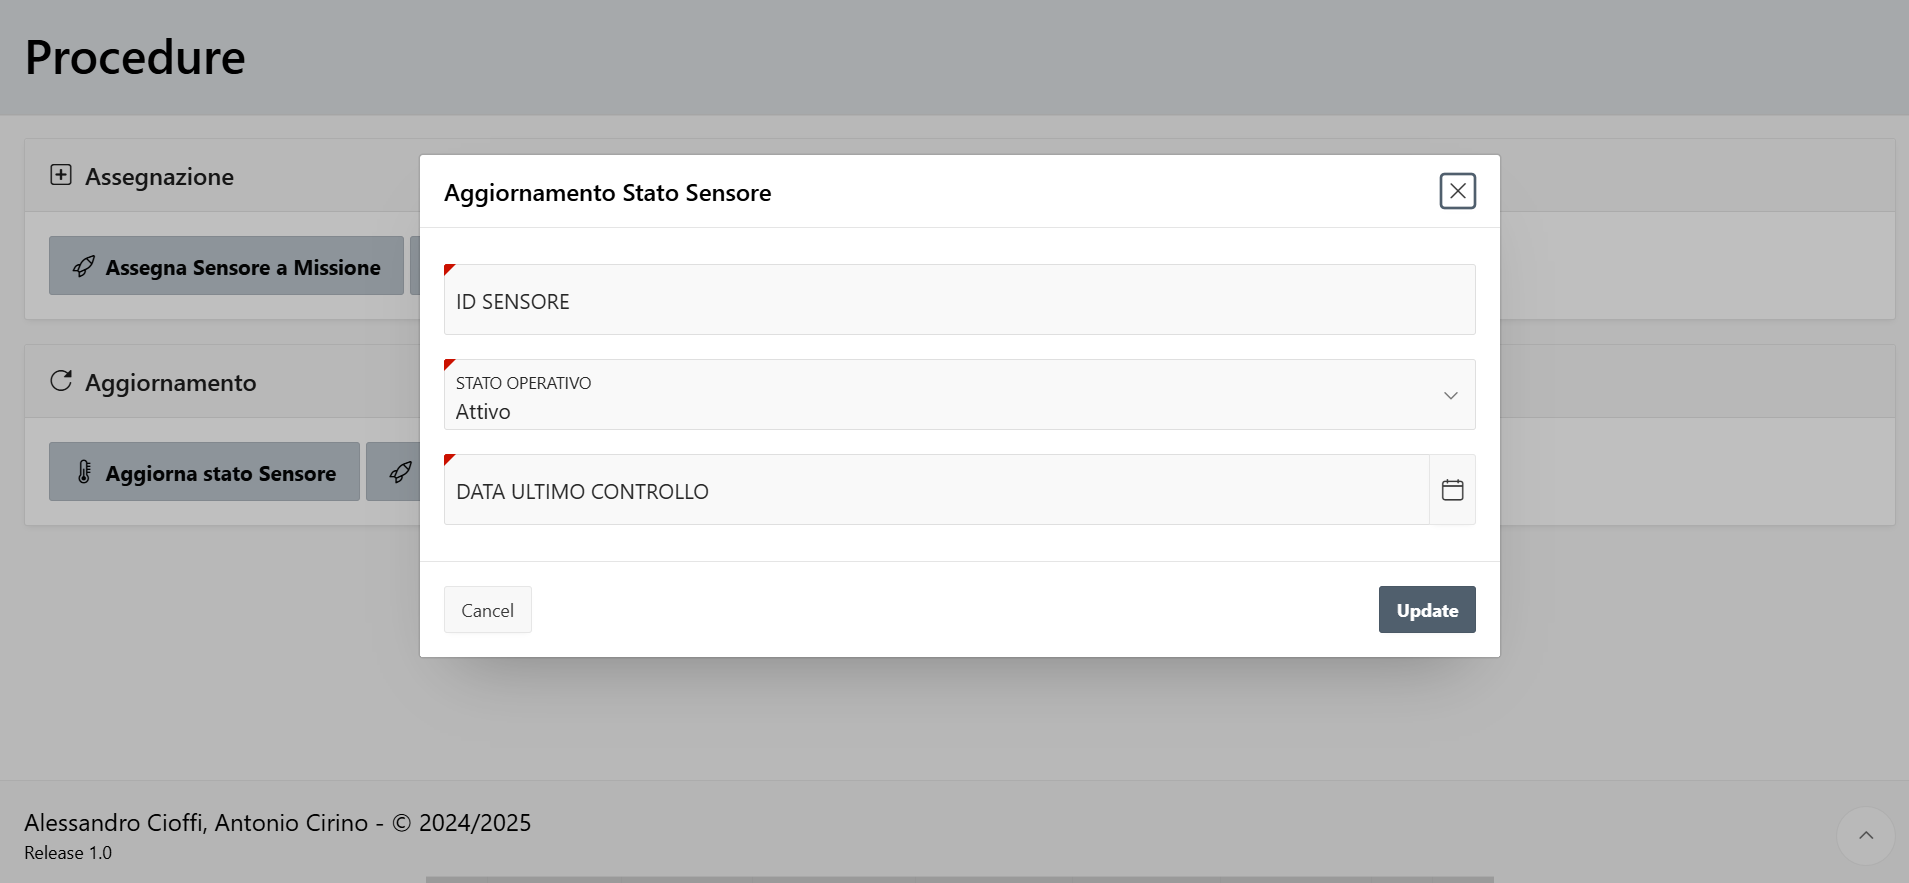 Procedure
Assegnazione
Assegna Sensore a Missione
Aggiornamento
Aggiorna stato Sensore
Aggiornamento Stato Sensore
ID SENSORE
STATO OPERATIVO
Attivo
DATA ULTIMO CONTROLLO
Cancel
Update
Alessandro Cioffi, Antonio Cirino - © 2024/2025
Release 1.0